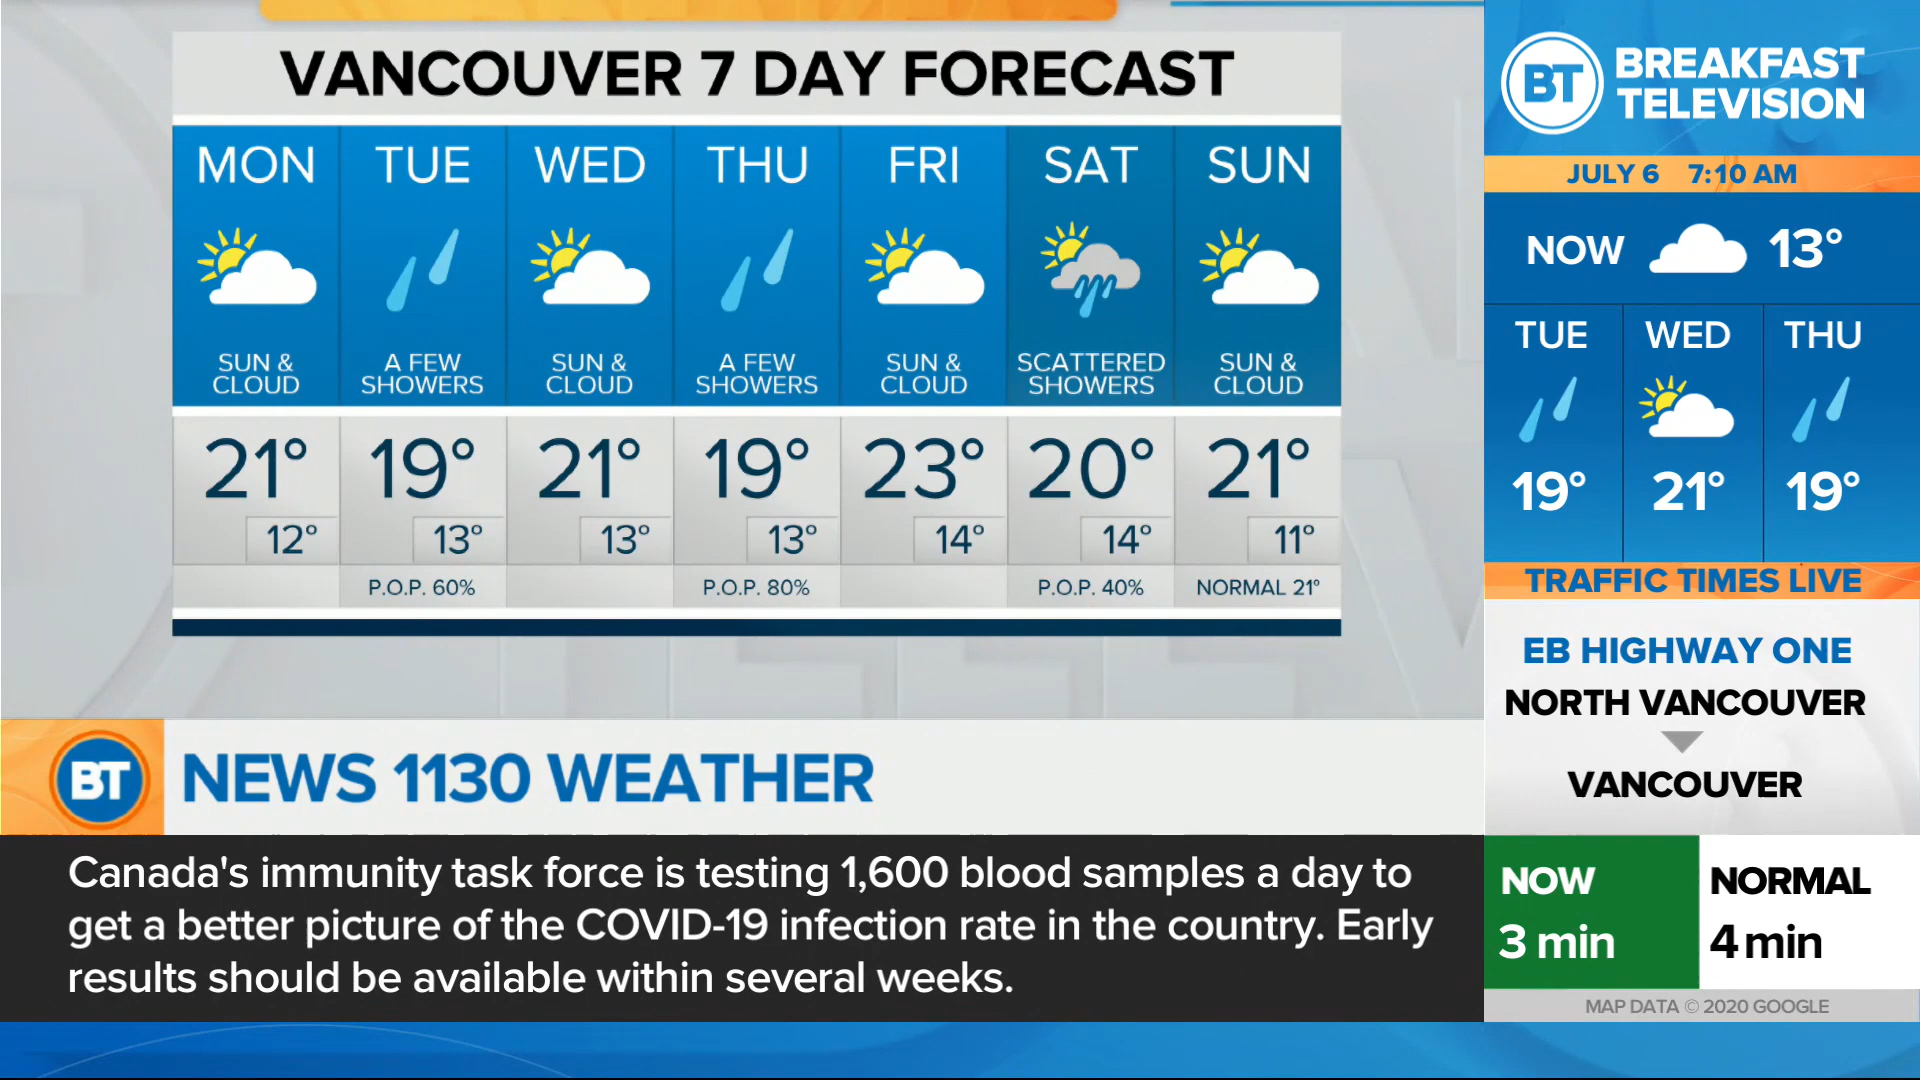 VANCOUVER 7 DAY FORECAST
MON TUE WED THU FRI SAT SUN
SUN & CLOUD
A FEW SHOWERS
SUN & CLOUD
A FEW SHOWERS
SUN & CLOUD
SCATTERED SHOWERS
SUN & CLOUD
21° 19° 21° 19° 23° 20° 21°
12° 13° 13° 13° 14° 14° 11°
P.O.P. 60% P.O.P. 80% P.O.P. 40% NORMAL 21°
BT NEWS 1130 WEATHER
Canada's immunity task force is testing 1,600 blood samples a day to
get a better picture of the COVID-19 infection rate in the country. Early
results should be available within several weeks.
BT BREAKFAST
TELEVISION
JULY 6 7:10 AM
NOW 13°
TUE WED THU
19° 21° 19°
TRAFFIC TIMES LIVE
EB HIGHWAY ONE
NORTH VANCOUVER
VANCOUVER
NOW NORMAL
3 min 4 min
MAP DATA © 2020 GOOGLE